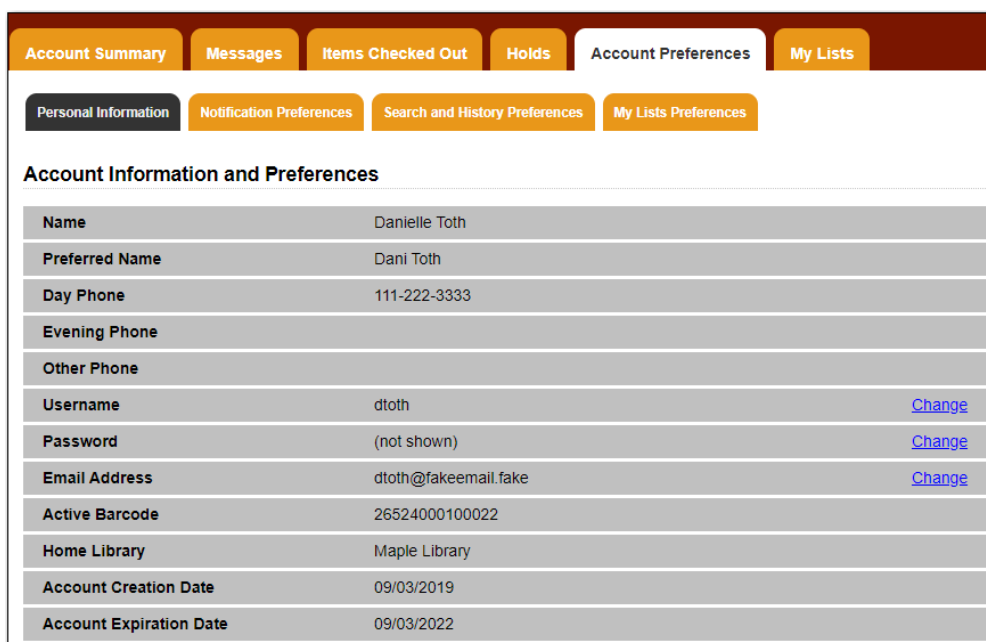 Account Summary Messages Items Checked Out Holds Account Preferences My Lists
Personal Information Notification Preferences Search and History Preferences My Lists Preferences
Account Information and Preferences
Name Danielle Toth
Preferred Name Dani Toth
Day Phone 111-222-3333
Evening Phone
Other Phone
Username dtoth Change
Password (not shown) Change
Email Address dtoth@fakeemail.fake Change
Active Barcode 26524000100022
Home Library Maple Library
Account Creation Date 09/03/2019
Account Expiration Date 09/03/2022